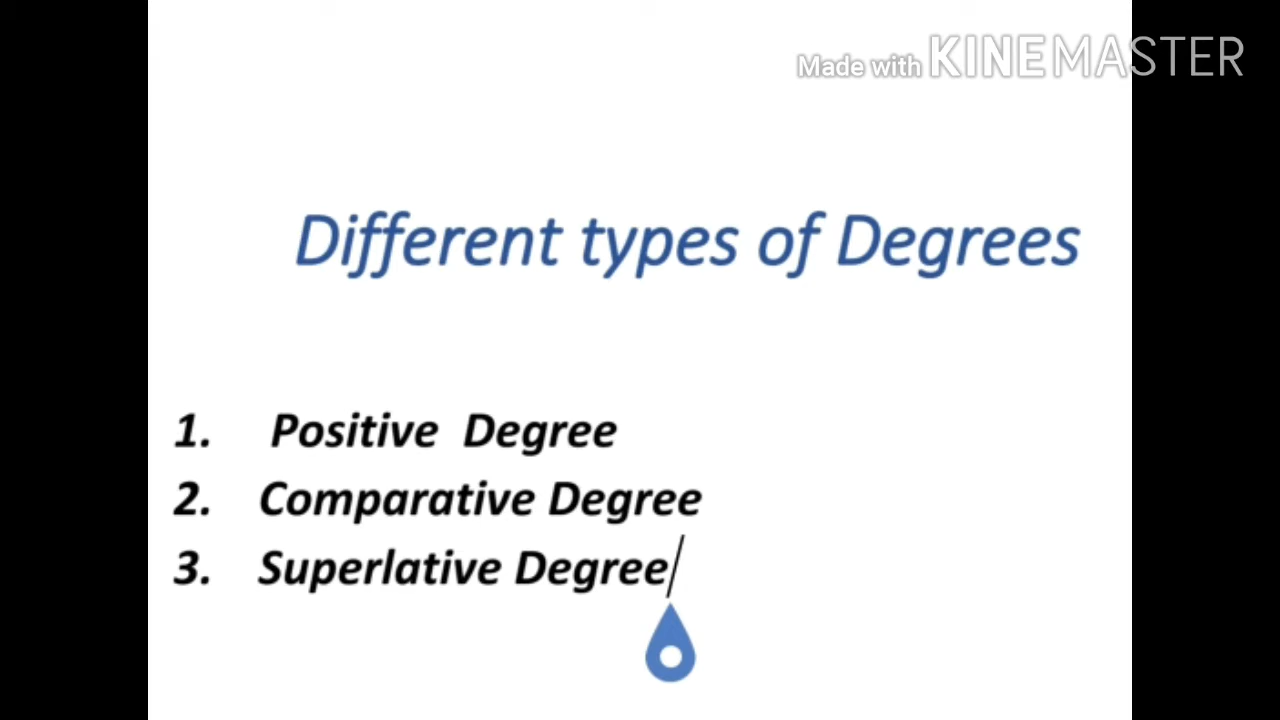 Made with KINEMASTER
Different types of Degrees
1. Positive Degree
2. Comparative Degree
3. Superlative Degree